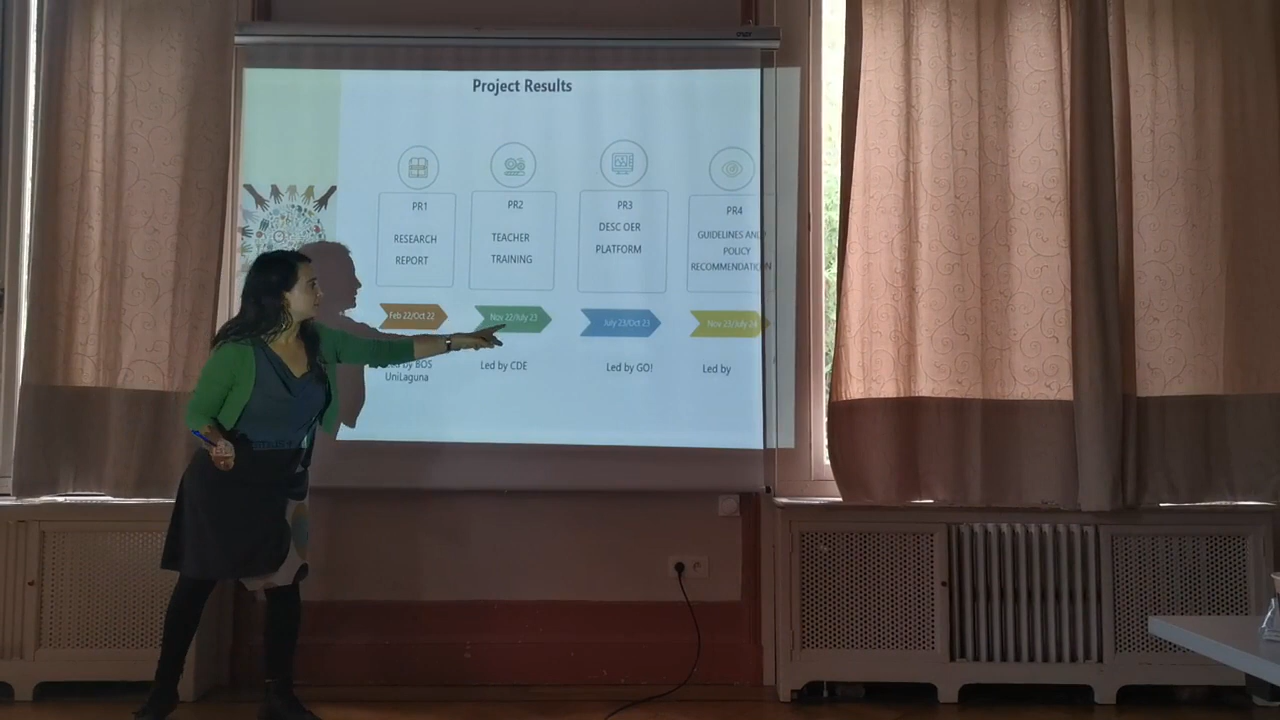 Project Results
PR1
RESEARCH
REPORT
Feb 22/Oct 22
by BOS
UniLaguna
PR2
TEACHER
TRAINING
Nov 22/July 23
Led by CDE
PR3
DESC OER
PLATFORM
July 23/Oct 23
Led by GO!
PR4
GUIDELINES AND
POLICY
RECOMMENDATION
Nov 23/July 24
Led by